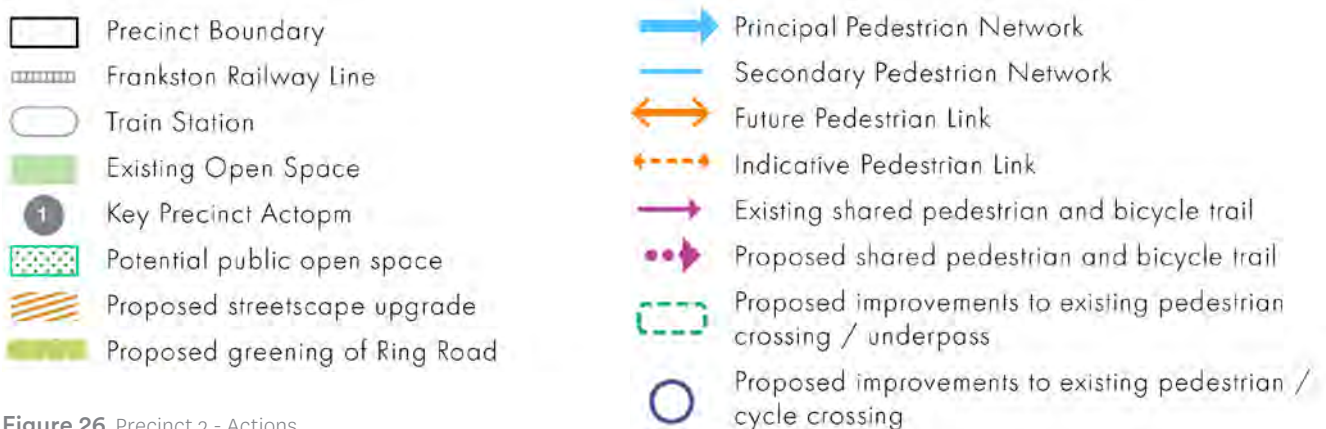 Precinct Boundary
Frankston Railway Line
Train Station
Existing Open Space
1
Key Precinct Actopm
Potential public open space
Proposed streetscape upgrade
Proposed greening of Ring Road
Figure 26 Precinct 2 - Actions
Principal Pedestrian Network
Secondary Pedestrian Network
Future Pedestrian Link
Indicative Pedestrian Link
Existing shared pedestrian and bicycle trail
Proposed shared pedestrian and bicycle trail
Proposed improvements to existing pedestrian
crossing / underpass
Proposed improvements to existing pedestrian /
cycle crossing